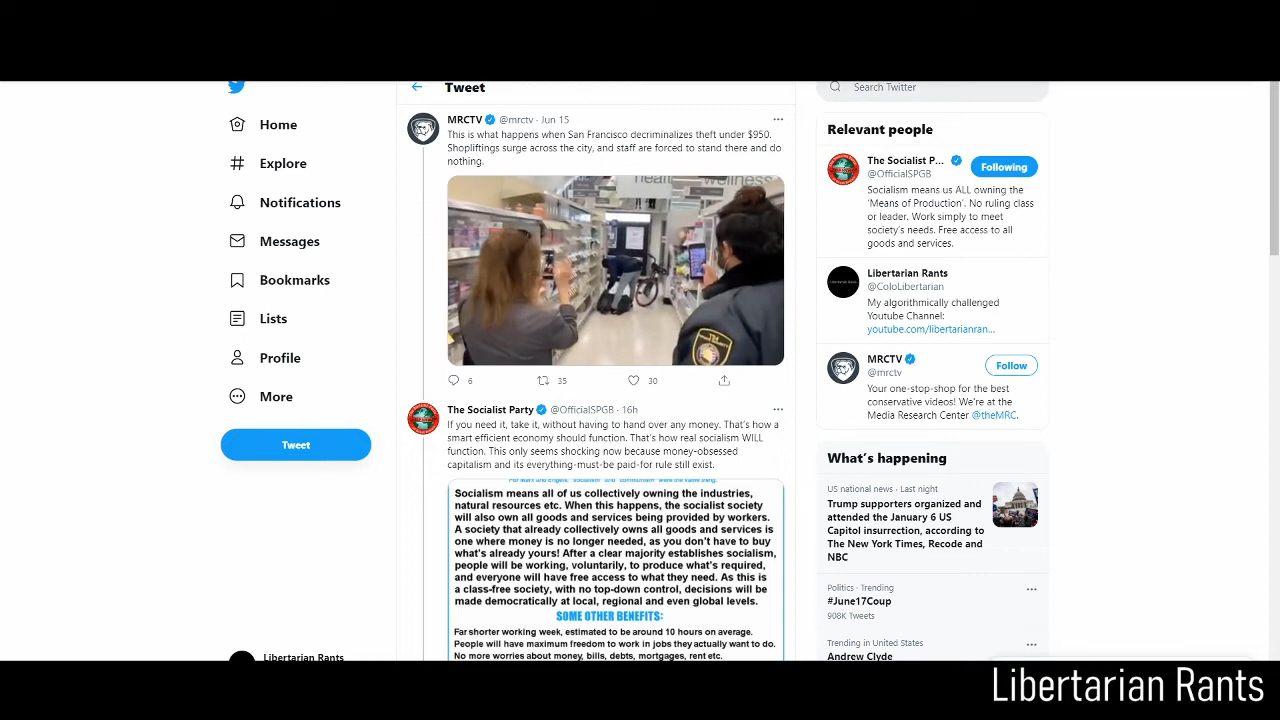 Tweet
Search Twitter
Home
Explore
Notifications
Messages
Bookmarks
Lists
Profile
More
Tweet
Libertarian Rants
MRCTV @mrctv · Jun 15
This is what happens when San Francisco decriminalizes theft under $950.
Shopliftings surge across the city, and staff are forced to stand there and do
nothing.
health wellness
6 35 30
The Socialist Party @OfficialSPGB · 16h
If you need it, take it, without having to hand over any money. That's how a
smart efficient economy should function. That's how real socialism WILL
function. This only seems shocking now because money-obsessed
capitalism and its everything-must-be paid-for rule still exist.
For Marx and Engels, "socialism" and "communism" were the same thing.
Socialism means all of us collectively owning the industries,
natural resources etc. When this happens, the socialist society
will also own all goods and services being provided by workers.
A society that already collectively owns all goods and services is
one where money is no longer needed, as you don't have to buy
what's already yours! After a clear majority establishes socialism,
people will be working, voluntarily, to produce what's required,
and everyone will have free access to what they need. As this is
a class-free society, with no top-down control, decisions will be
made democratically at local, regional and even global levels.
SOME OTHER BENEFITS:
Far shorter working week, estimated to be around 10 hours on average.
People will have maximum freedom to work in jobs they actually want to do.
No more worries about money, bills, debts, mortgages, rent etc.
Relevant people
The Socialist P...
@OfficialSPGB
Following
Socialism means us ALL owning the
'Means of Production'. No ruling class
or leader. Work simply to meet
society's needs. Free access to all
goods and services.
Libertarian Rants
@ColoLibertarian
My algorithmically challenged
Youtube Channel:
youtube.com/libertarianran...
MRCTV
@mrctv
Follow
Your one-stop-shop for the best
conservative videos! We're at the
Media Research Center @theMRC.
What's happening
US national news · Last night
Trump supporters organized and
attended the January 6 US
Capitol insurrection, according to
The New York Times, Recode and
NBC
Politics · Trending
#June17Coup
908K Tweets
Trending in United States
Andrew Clyde
Libertarian Rants